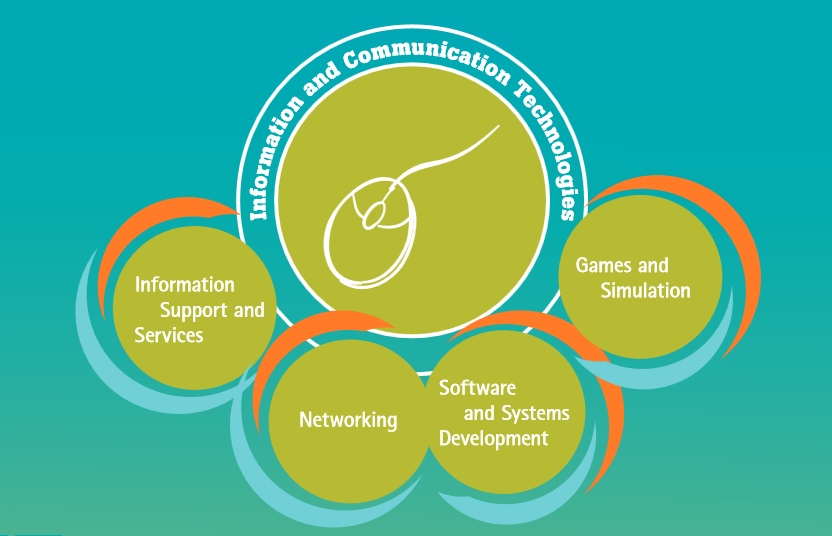 Information and Communication Technologies
Information
Support and
Services
Networking
Software
and Systems
Development
Games and
Simulation